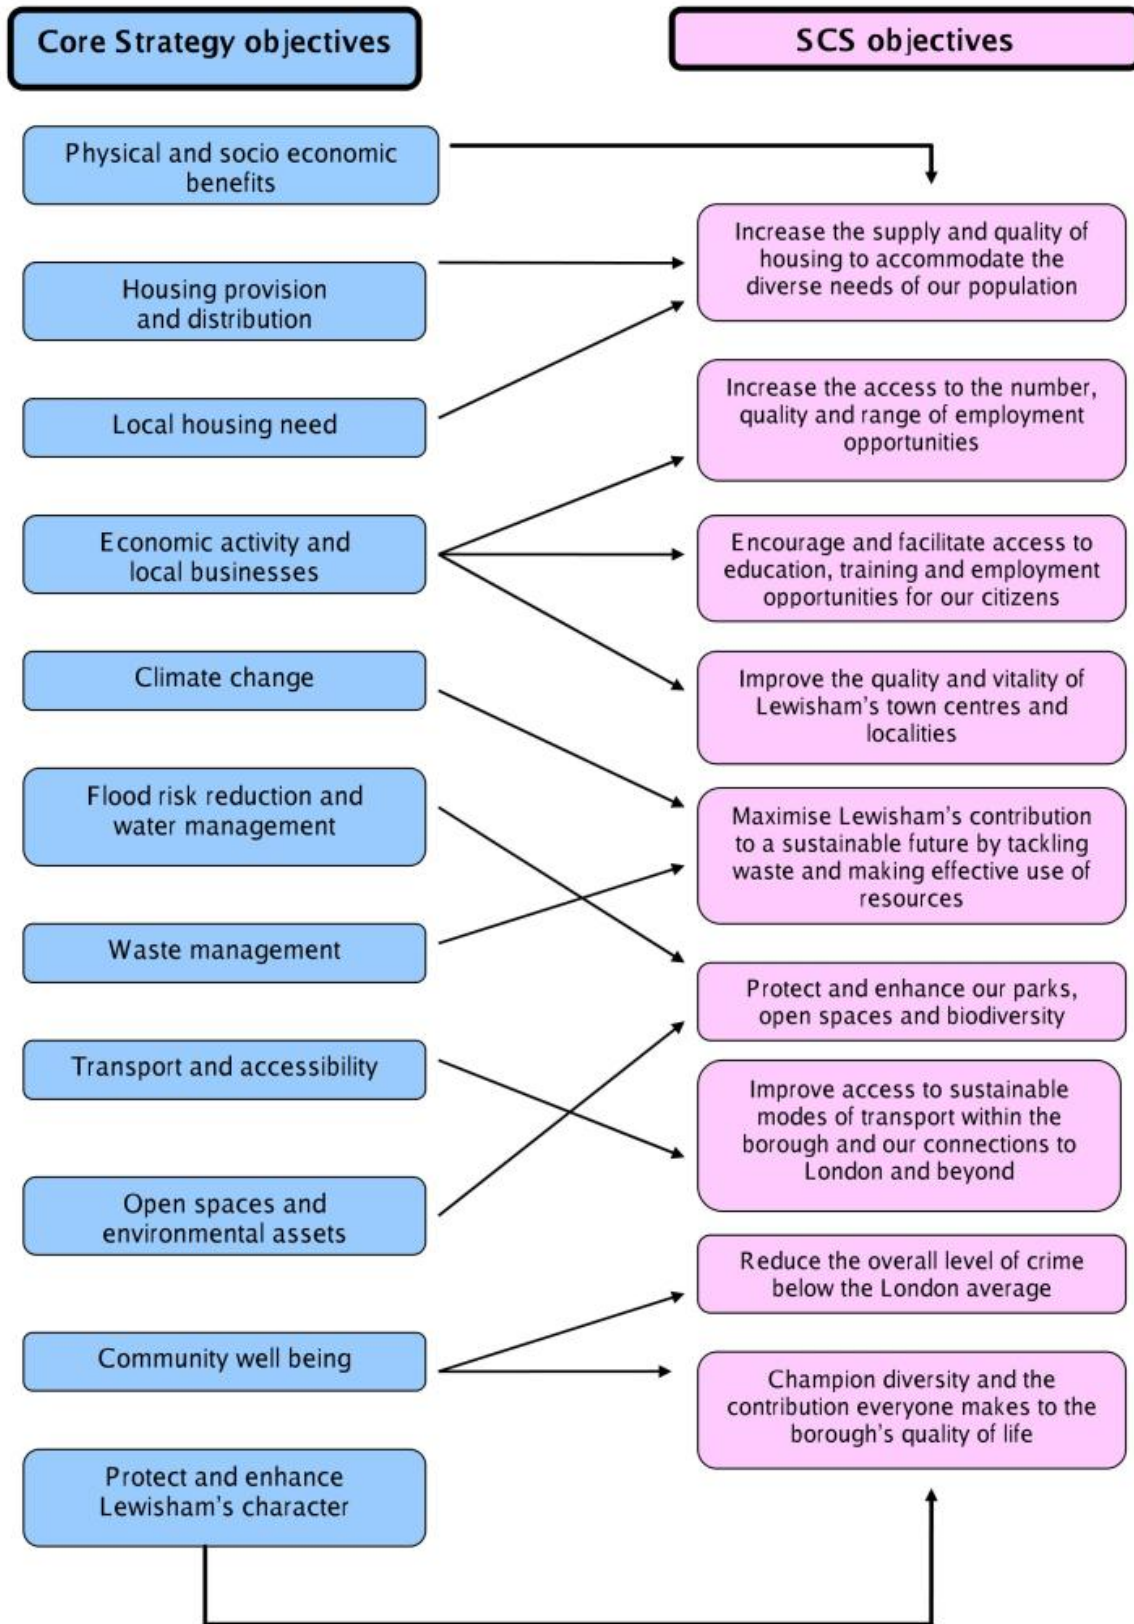 Core Strategy objectives
SCS objectives
Physical and socio economic
benefits
Housing provision
and distribution
Local housing need
Economic activity and
local businesses
Climate change
Flood risk reduction and
water management
Waste management
Transport and accessibility
Open spaces and
environmental assets
Community well being
Protect and enhance
Lewisham's character
Increase the supply and quality of
housing to accommodate the
diverse needs of our population
Increase the access to the number,
quality and range of employment
opportunities
Encourage and facilitate access to
education, training and employment
opportunities for our citizens
Improve the quality and vitality of
Lewisham's town centres and
localities
Maximise Lewisham's contribution
to a sustainable future by tackling
waste and making effective use of
resources
Protect and enhance our parks,
open spaces and biodiversity
Improve access to sustainable
modes of transport within the
borough and our connections to
London and beyond
Reduce the overall level of crime
below the London average
Champion diversity and the
contribution everyone makes to the
borough's quality of life